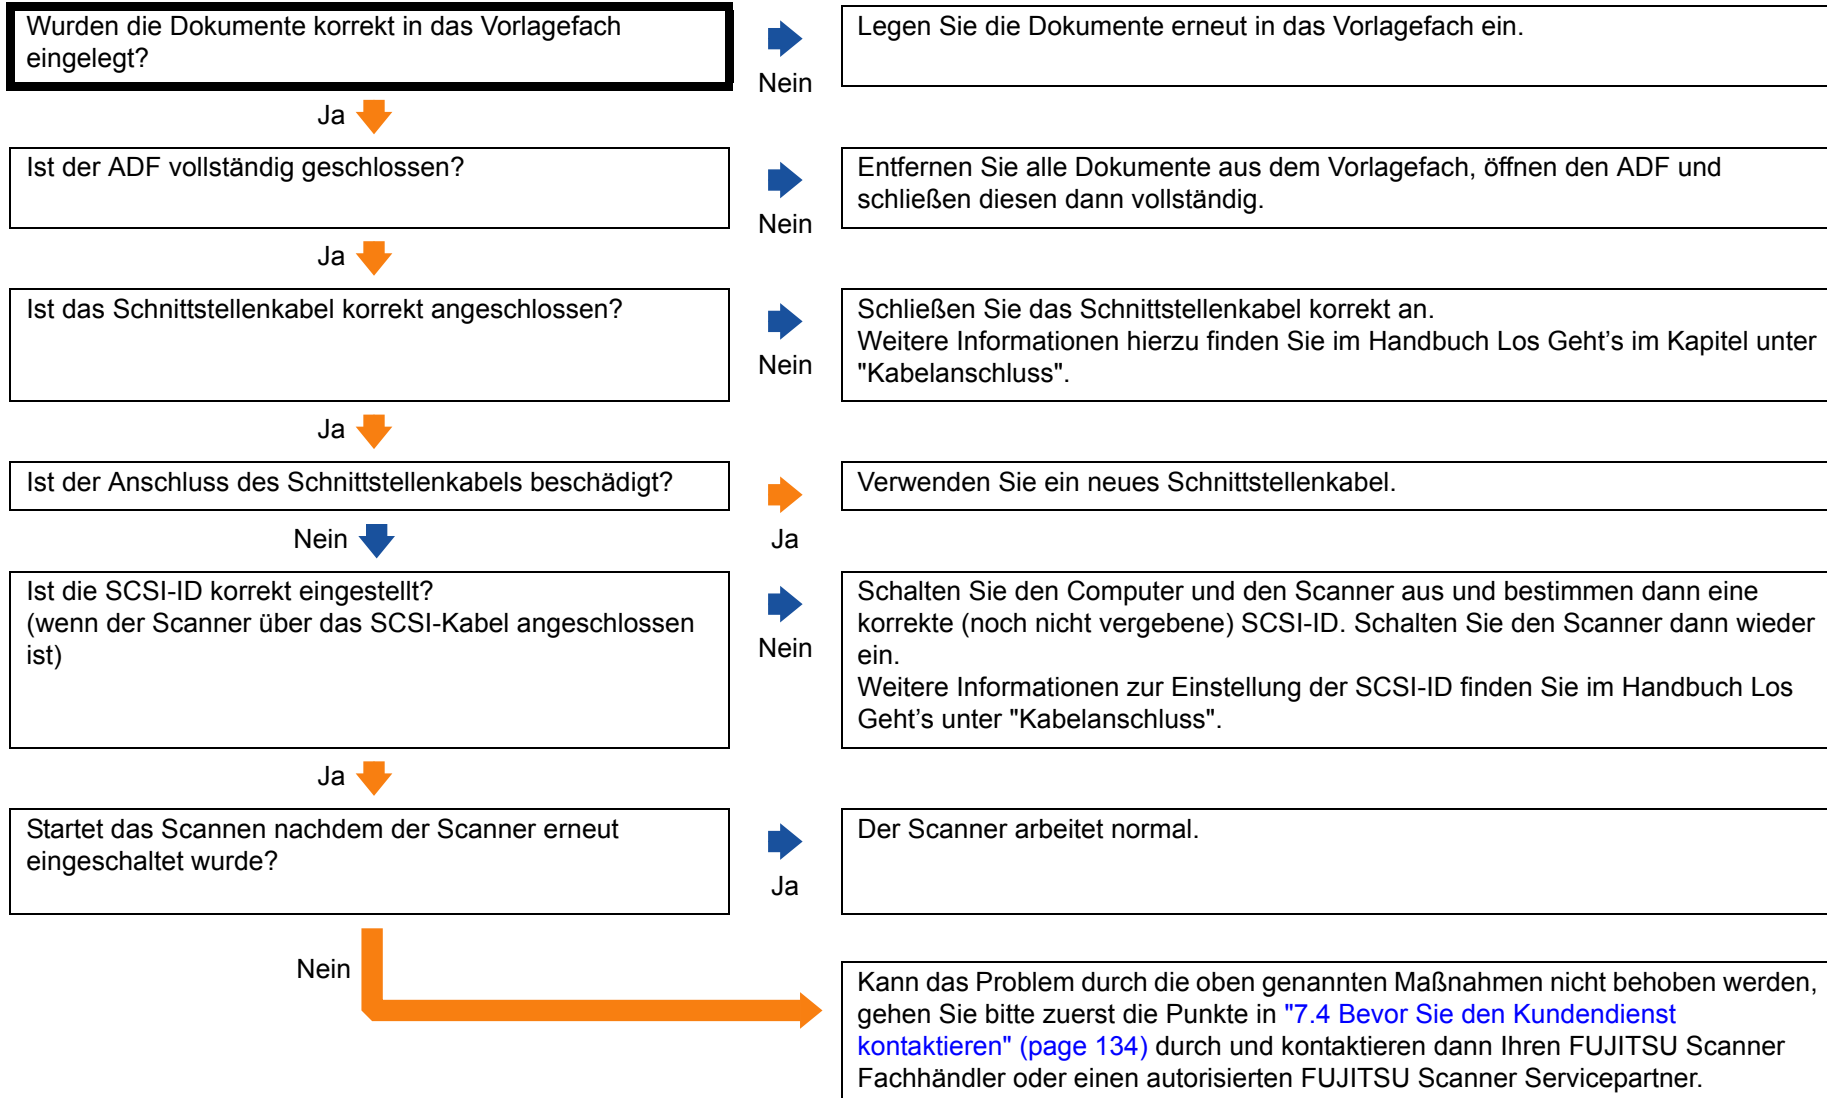 Wurden die Dokumente korrekt in das Vorlagefach
eingelegt?
Nein
Legen Sie die Dokumente erneut in das Vorlagefach ein.
Ja
Ist der ADF vollständig geschlossen?
Nein
Entfernen Sie alle Dokumente aus dem Vorlagefach, öffnen den ADF und
schließen diesen dann vollständig.
Ja
Ist das Schnittstellenkabel korrekt angeschlossen?
Nein
Schließen Sie das Schnittstellenkabel korrekt an.
Weitere Informationen hierzu finden Sie im Handbuch Los Geht’s im Kapitel unter
"Kabelanschluss".
Ja
Ist der Anschluss des Schnittstellenkabels beschädigt?
Ja
Verwenden Sie ein neues Schnittstellenkabel.
Nein
Ist die SCSI-ID korrekt eingestellt?
(wenn der Scanner über das SCSI-Kabel angeschlossen
ist)
Nein
Schalten Sie den Computer und den Scanner aus und bestimmen dann eine
korrekte (noch nicht vergebene) SCSI-ID. Schalten Sie den Scanner dann wieder
ein.
Weitere Informationen zur Einstellung der SCSI-ID finden Sie im Handbuch Los
Geht’s unter "Kabelanschluss".
Ja
Startet das Scannen nachdem der Scanner erneut
eingeschaltet wurde?
Ja
Der Scanner arbeitet normal.
Nein
Kann das Problem durch die oben genannten Maßnahmen nicht behoben werden,
gehen Sie bitte zuerst die Punkte in "7.4 Bevor Sie den Kundendienst
kontaktieren" (page 134) durch und kontaktieren dann Ihren FUJITSU Scanner
Fachhändler oder einen autorisierten FUJITSU Scanner Servicepartner.